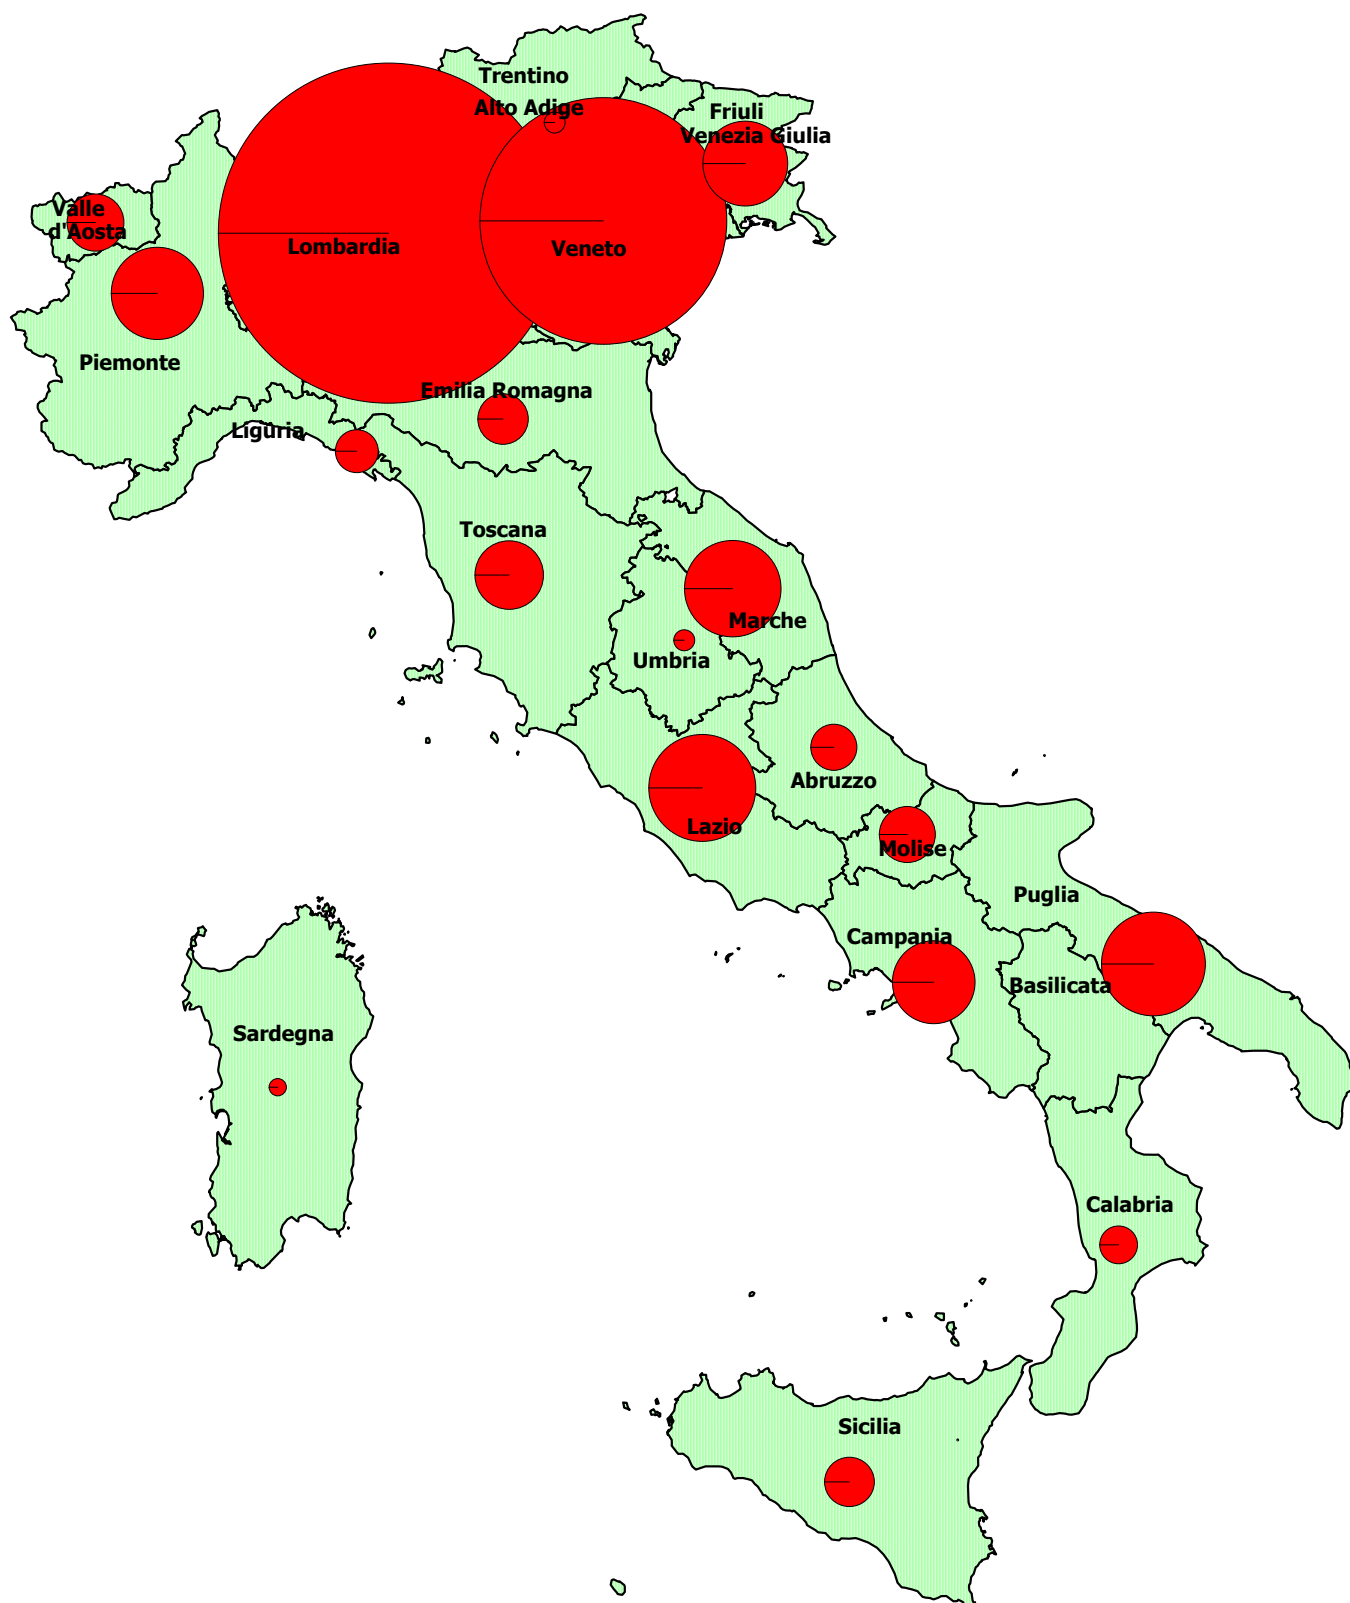 Trentino
Alto Adige
Friuli
Venezia Giulia
Valle
d'Aosta
Lombardia
Veneto
Piemonte
Emilia Romagna
Liguria
Toscana
Marche
Umbria
Abruzzo
Lazio
Molise
Puglia
Campania
Basilicata
Sardegna
Calabria
Sicilia